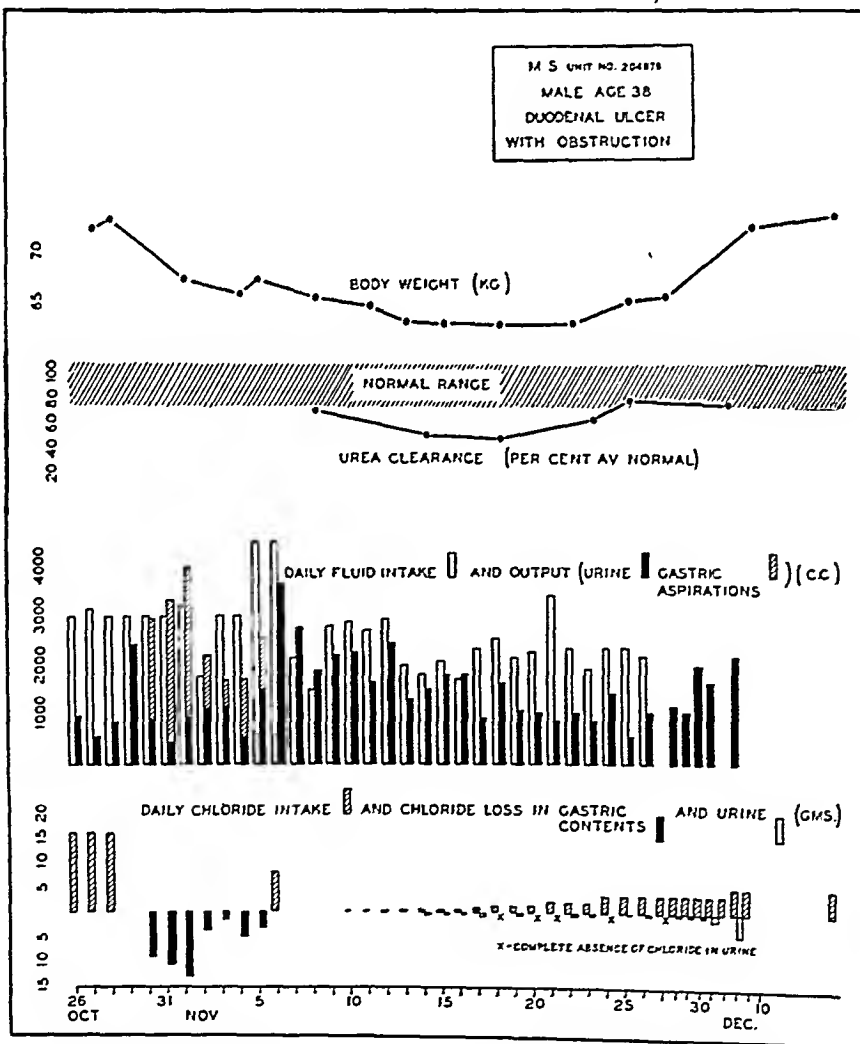 M S UNIT NO. 204878
MALE AGE 38
DUODENAL ULCER
WITH OBSTRUCTION
70
65
BODY WEIGHT (KG)
20 40 60 80 100
NORMAL RANGE
UREA CLEARANCE (PER CENT AV NORMAL)
1000 2000 3000 4000
DAILY FLUID INTAKE AND OUTPUT (URINE GASTRIC ASPIRATIONS) (C.C)
DAILY CHLORIDE INTAKE AND CHLORIDE LOSS IN GASTRIC CONTENTS AND URINE (GMS.)
15 10 5 5 10 15 20
X-COMPLETE ABSENCE OF CHLORIDE IN URINE
26 31 5 10 15 20 25 30 10
OCT NOV DEC.